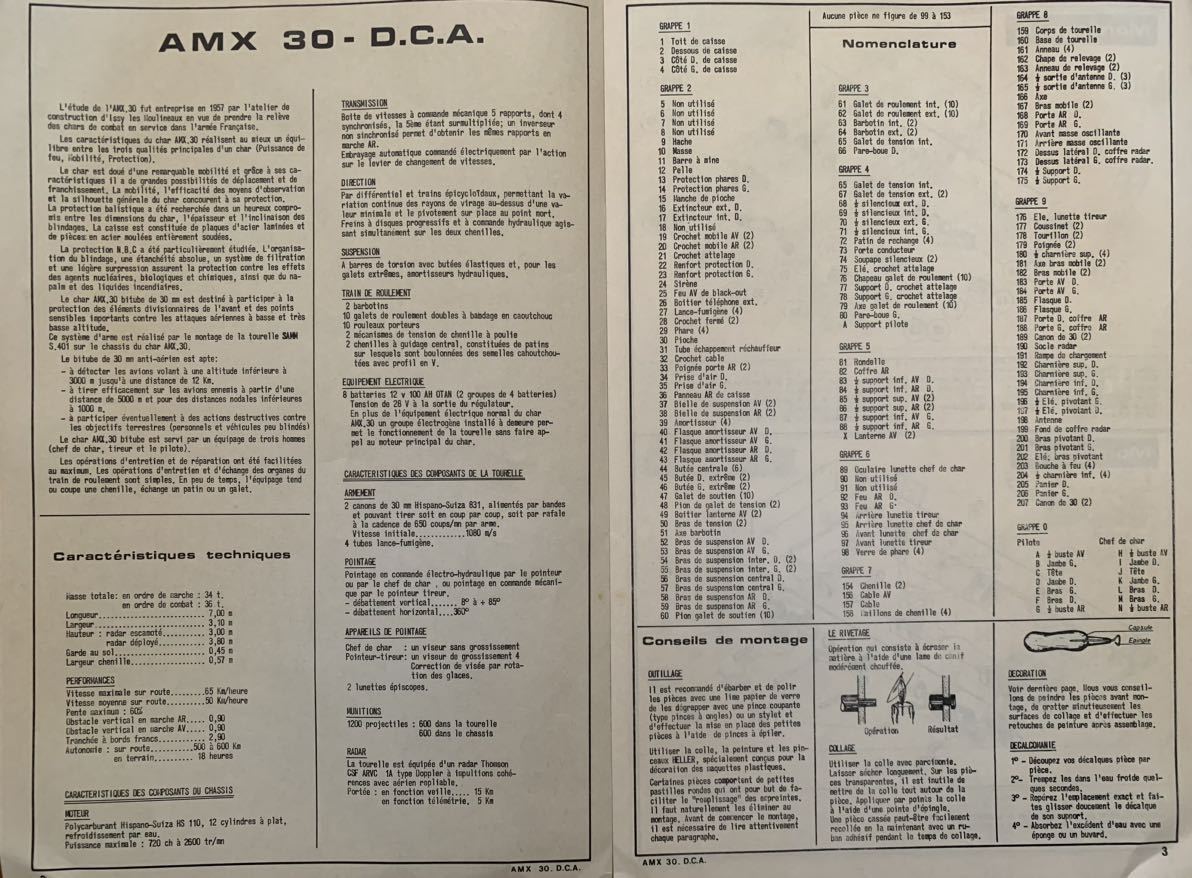 AMX 30 - D.C.A.
L'étude de l'AMX.30 fut entreprise en 1957 par l'atelier de
construction d'Issy les Moulineaux en vue de prendre la relève
des chars de combat en service dans l'armée Française.
Les caractéristiques du char AMX.30 réalisent au mieux un équi-
libre entre les trois qualités principales d'un char (Puissance de
feu, Mobilité, Protection).
Le char est doué d'une remarquable mobilité et grâce à ses ca-
ractéristiques il a de grandes possibilités de déplacement et de
franchissement. La mobilité, l'efficacité des moyens d'observation
et la silhouette générale du char concourent à sa protection.
La protection balistique a été recherchée dans un heureux compro-
mis entre les dimensions du char, l'épaisseur et l'inclinaison des
blindages. La caisse est constituée de plaques d'acier laminées et
de pièces en acier moulées entièrement soudées.
La protection N.B.C a été particulièrement étudiée. L'organisa-
tion du blindage, une étanchéité absolue, un système de filtration
et une légère surpression assurent la protection contre les effets
des agents nucléaires, biologiques et chimiques, ainsi que du na-
palm et des liquides incendiaires.
Le char AMX.30 bitube de 30 mm est destiné à participer à la
protection des éléments divisionnaires de l'avant et des points
sensibles importants contre les attaques aériennes à basse et très
basse altitude.
Ce système d'arme est réalisé par le montage de la tourelle SAMM
S.401 sur le chassis du char AMX.30.
Le bitube de 30 mm anti-aérien est apte:
- à détecter les avions volant à une altitude inférieure à
3000 m jusqu'à une distance de 12 Km.
- à tirer efficacement sur les avions ennemis à partir d'une
distance de 5000 m et pour des distances nodales inférieures
à 1000 m.
- à participer éventuellement à des actions destructives contre
les objectifs terrestres (personnels et véhicules peu blindés)
Le char AMX.30 bitube est servi par un équipage de trois hommes
(chef de char, tireur et le pilote).
Les opérations d'entretien et de réparation ont été facilitées
au maximum. Les opérations d'entretien et d'échange des organes du
train de roulement sont simples. En peu de temps, l'équipage tend
ou coupe une chenille, échange un patin ou un galet.
Caractéristiques techniques
Masse totale: en ordre de marche : 34 t.
en ordre de combat : 36 t.
Longueur 7,00 m
Largeur 3,10 m
Hauteur : radar escamoté 3,00 m
radar déployé 3,80 m
Garde au sol 0,45 m
Largeur chenille 0,57 m
PERFORMANCES
Vitesse maximale sur route.......65 Km/heure
Vitesse moyenne sur route........50 Km/heure
Pente maximum : 60%
Obstacle vertical en marche AR..... 0,90
Obstacle vertical en marche AV..... 0,90
Tranchée à bords francs............ 2,90
Autonomie : sur route..........500 à 600 Km
en terrain.......... 18 heures
CARACTERISTIQUES DES COMPOSANTS DU CHASSIS
MOTEUR
Polycarburant Hispano-Suiza HS 110, 12 cylindres à plat,
refroidissement par eau.
Puissance maximale : 720 ch à 2600 tr/mn
TRANSMISSION
Boite de vitesses à commande mécanique 5 rapports, dont 4
synchronisés, la 5ème étant surmultipliée; un inverseur
non sinchronisé permet d'obtenir les mêmes rapports en
marche AR.
Embrayage automatique commandé électriquement par l'action
sur le levier de changement de vitesses.
DIRECTION
Par différentiel et trains épicycloïdaux, permettant la va-
riation continue des rayons de virage au-dessus d'une va-
leur minimale et le pivotement sur place au point mort.
Freins à disques progressifs et à commande hydraulique agis-
sant simultanément sur les deux chenilles.
SUSPENSION
A barres de torsion avec butées élastiques et, pour les
galets extrêmes, amortisseurs hydrauliques.
TRAIN DE ROULEMENT
2 barbotins
10 galets de roulement doubles à bandage en caoutchouc
10 rouleaux porteurs
2 mécanismes de tension de chenille à poulie
2 chenilles à guidage central, constituées de patins
sur lesquels sont boulonnées des semelles cahoutchou-
tées avec profil en V.
EQUIPEMENT ELECTRIQUE
8 batteries 12 v 100 AH OTAN (2 groupes de 4 batteries)
Tension de 26 V à la sortie du régulateur.
En plus de l'équipement électrique normal du char
AMX.30 un groupe électrogène installé à demeure per-
met le fonctionnement de la tourelle sans faire ap-
pel au moteur principal du char.
CARACTERISTIQUES DES COMPOSANTS DE LA TOURELLE
ARMEMENT
2 canons de 30 mm Hispano-Suiza 831, alimentés par bandes
et pouvant tirer soit en coup par coup, soit par rafale
à la cadence de 650 coups/mn par arme.
Vitesse initiale..........1080 m/s
4 tubes lance-fumigène.
POINTAGE
Pointage en commande électro-hydraulique par le pointeur
ou par le chef de char , ou pointage en commande mécani-
que par le pointeur tireur.
- débattement vertical....... 8° à + 85°
- débattement horizontal....360°
APPAREILS DE POINTAGE
Chef de char : un viseur sans grossissement
Pointeur-tireur: un viseur de grossissement 4
Correction de visée par rota-
tion des glaces.
2 lunettes épiscopes.
MUNITIONS
1200 projectiles : 600 dans la tourelle
600 dans le chassis
RADAR
La tourelle est équipée d'un radar Thomson
CSF ARVC 1A type Doppler à impultions cohé-
rences avec aérien repliable.
Portée : en fonction veille..... 15 Km
en fonction télémétrie. 5 Km
AMX 30. D.C.A.
GRAPPE 1
1 Toit de caisse
2 Dessous de caisse
3 Côté D. de caisse
4 Côté G. de caisse
GRAPPE 2
5 Non utilisé
6 Non utilisé
7 Non utilisé
8 Non utilisé
9 Hache
10 Masse
11 Barre à mine
12 Pelle
13 Protection phares D.
14 Protection phares G.
15 Manche de pioche
16 Extincteur ext. D.
17 Extincteur int. D.
18 Non utilisé
19 Crochet mobile AV (2)
20 Crochet mobile AR (2)
21 Crochet attelage
22 Renfort protection D.
23 Renfort protection G.
24 Sirène
25 Feu AV de black-out
26 Boitier téléphone ext.
27 Lance-fumigène (4)
28 Crochet fermé (2)
29 Phare (4)
30 Pioche
31 Tube échappement réchauffeur
32 Crochet cable
33 Poignée porte AR (2)
34 Prise d'air D.
35 Prise d'air G.
36 Panneau AR de caisse
37 Bielle de suspension AV (2)
38 Bielle de suspension AR (2)
39 Amortisseur (4)
40 Flasque amortisseur AV D.
41 Flasque amortisseur AV G.
42 Flasque amortisseur AR D.
43 Flasque amortisseur AR G.
44 Butée centrale (6)
45 Butée D. extrême (2)
46 Butée G. extrême (2)
47 Galet de soutien (10)
48 Pion de galet de tension (2)
49 Boitier lanterne AV (2)
50 Bras de tension (2)
51 Axe barbotin
52 Bras de suspension AV D.
53 Bras de suspension AV G.
54 Bras de suspension inter. D. (2)
55 Bras de suspension inter. G. (2)
56 Bras de suspension central D.
57 Bras de suspension central G.
58 Bras de suspension AR D.
59 Bras de suspension AR G.
60 Pion galet de soutien (10)
Aucune pièce ne figure de 99 à 153
Nomenclature
GRAPPE 3
61 Galet de roulement int. (10)
62 Galet de roulement ext. (10)
63 Barbotin int. (2)
64 Barbotin ext. (2)
65 Galet de tension int.
66 Pare-boue D.
GRAPPE 4
65 Galet de tension int.
67 Galet de tension ext. (2)
68 ½ silencieux ext. D.
69 ½ silencieux int. D.
70 ½ silencieux ext. G.
71 ½ silencieux int. G.
72 Patin de rechange (4)
73 Porte conducteur
74 Soupape silencieux (2)
75 Elé. crochet attelage
76 Chapeau galet de roulement (10)
77 Support D. crochet attelage
78 Support G. crochet attelage
79 Axe galet de roulement (10)
80 Pare-boue G.
A Support pilote
GRAPPE 5
81 Rondelle
82 Coffre AR
83 ½ support inf. AV D.
84 ½ support inf. AR D.
85 ½ support sup. AV (2)
86 ½ support sup. AR (2)
87 ½ support inf. AV G.
88 ½ support inf. AR G.
X Lanterne AV (2)
GRAPPE 6
89 Oculaire lunette chef de char
90 Non utilisé
91 Non utilisé
92 Feu AR D.
93 Feu AR G.
94 Arrière lunette tireur
95 Arrière lunette chef de char
96 Avant lunette chef de char
97 Avant lunette tireur
98 Verre de phare (4)
GRAPPE 7
154 Chenille (2)
156 Cable AV
157 Cable
158 Maillons de chenille (4)
GRAPPE 8
159 Corps de tourelle
160 Base de tourelle
161 Anneau (4)
162 Chape de relevage (2)
163 Anneau de relevage (2)
164 ½ sortie d'antenne D. (3)
165 ½ sortie d'antenne G. (3)
166 Axe
167 Bras mobile (2)
168 Porte AR D.
169 Porte AR G.
170 Avant masse oscillante
171 Arrière masse oscillante
172 Dessus latéral D. coffre radar
173 Dessus latéral G. coffre radar.
174 ½ Support D.
175 ½ Support G.
GRAPPE 9
176 Ele. lunette tireur
177 Coussinet (2)
178 Tourillon (2)
179 Poignée (2)
180 ½ charnière sup. (4)
181 Axe bras mobile (2)
182 Bras mobile (2)
183 Porte AV D.
184 Porte AV G.
185 Flasque D.
186 Flasque G.
187 Porte D. coffre AR
188 Porte G. coffre AR
189 Canon de 30 (2)
190 Socle radar
191 Rampe de chargement
192 Charnière sup. D.
193 Charnière sup. G.
194 Charnière inf. D.
195 Charnière inf. G.
196 ½ Elé. pivotant G.
197 ½ Elé. pivotant D.
198 Antenne
199 Fond de coffre radar
200 Bras pivotant D.
201 Bras pivotant G.
202 Elé. bras pivotant
203 Bouche à feu (4)
204 ½ charnière inf. (4)
205 Panier D.
206 Panier G.
207 Canon de 30 (2)
GRAPPE 0
Pilote Chef de char
A ½ buste AV H ½ buste AV
B Jambe G. I Jambe D.
C Tête J Tête
D Jambe D. K Jambe G.
E Bras G. L Bras D.
F Bras D. M Bras G.
G ½ buste AR N ½ buste AR
Conseils de montage
OUTILLAGE
Il est recommandé d'ébarber et de polir
les pièces avec une lime papier de verre
de les dégrapper avec une pince coupante
(type pinces à ongles) ou un stylet et
d'effectuer la mise en place des petites
pièces à l'aide de pinces à épiler.
Utiliser la colle, la peinture et les pin-
ceaux HELLER, spécialement conçus pour la
décoration des maquettes plastiques.
Certaines pièces comportent de petites
pastilles rondes qui ont pour but de fa-
ciliter le "rouplissage" des empreintes.
Il faut naturellement les éliminer au
montage. Avant de commencer le montage,
il est nécessaire de lire attentivement
chaque paragraphe.
LE RIVETAGE
Opération qui consiste à écraser la
matière à l'aide d'une lame de canif
modérément chauffée.
Opération Résultat
COLLAGE
Utiliser la colle avec parcimonie.
Laisser sécher longuement. Sur les piè-
ces transparentes, il est inutile de
mettre de la colle tout autour de la
pièce. Appliquer par points la colle
à l'aide d'une pointe d'épingle.
Une pièce cassée peut-être facilement
recollée en la maintenant avec un ru-
ban adhésif pendant le temps de collage.
Capsule
Epingle
DECORATION
Voir dernière page. Nous vous conseil-
lons de peindre les pièces avant mon-
tage, de gratter minutieusement les
surfaces de collage et d'effectuer les
retouches de peinture après assemblage.
DECALCOMANIE
1° - Découpez vos décalques pièce par
pièce.
2° - Trempez les dans l'eau froide quel-
ques secondes.
3° - Repérez l'emplacement exact et fai-
tes glisser doucement le décalque
de son support.
4° - Absorbez l'excédent d'eau avec une
éponge ou un buvard.
AMX 30. D.C.A.
3